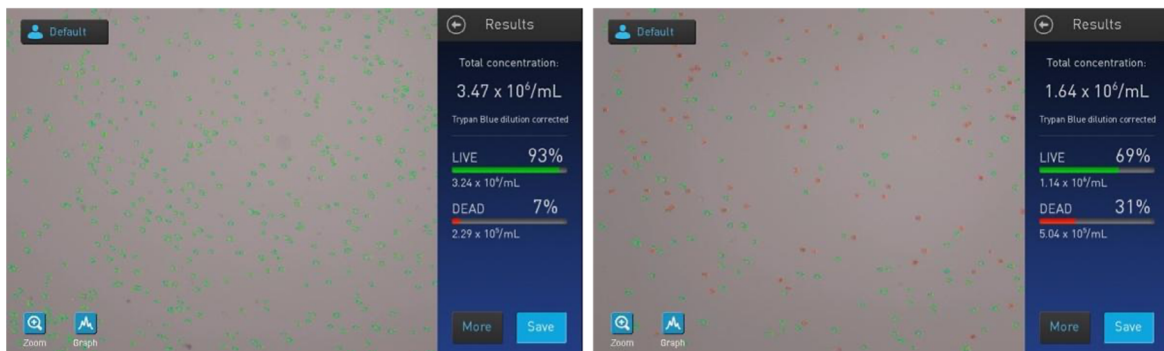 Default
Results
Total concentration:
3.47 x 10⁶/mL
Trypan Blue dilution corrected
LIVE 93%
3.24 x 10⁶/mL
DEAD 7%
2.29 x 10⁵/mL
Zoom
Graph
More
Save
Default
Results
Total concentration:
1.64 x 10⁶/mL
Trypan Blue dilution corrected
LIVE 69%
1.14 x 10⁶/mL
DEAD 31%
5.04 x 10⁵/mL
Zoom
Graph
More
Save